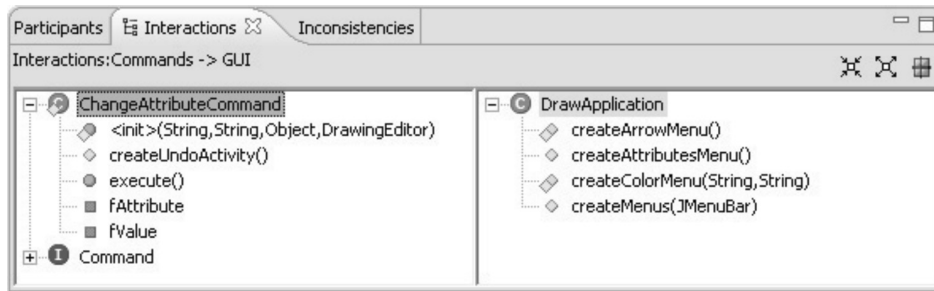 Participants Interactions Inconsistencies
Interactions:Commands -> GUI
ChangeAttributeCommand
<init>(String,String,Object,DrawingEditor)
createUndoActivity()
execute()
fAttribute
fValue
I Command
C DrawApplication
createArrowMenu()
createAttributesMenu()
createColorMenu(String,String)
createMenus(JMenuBar)